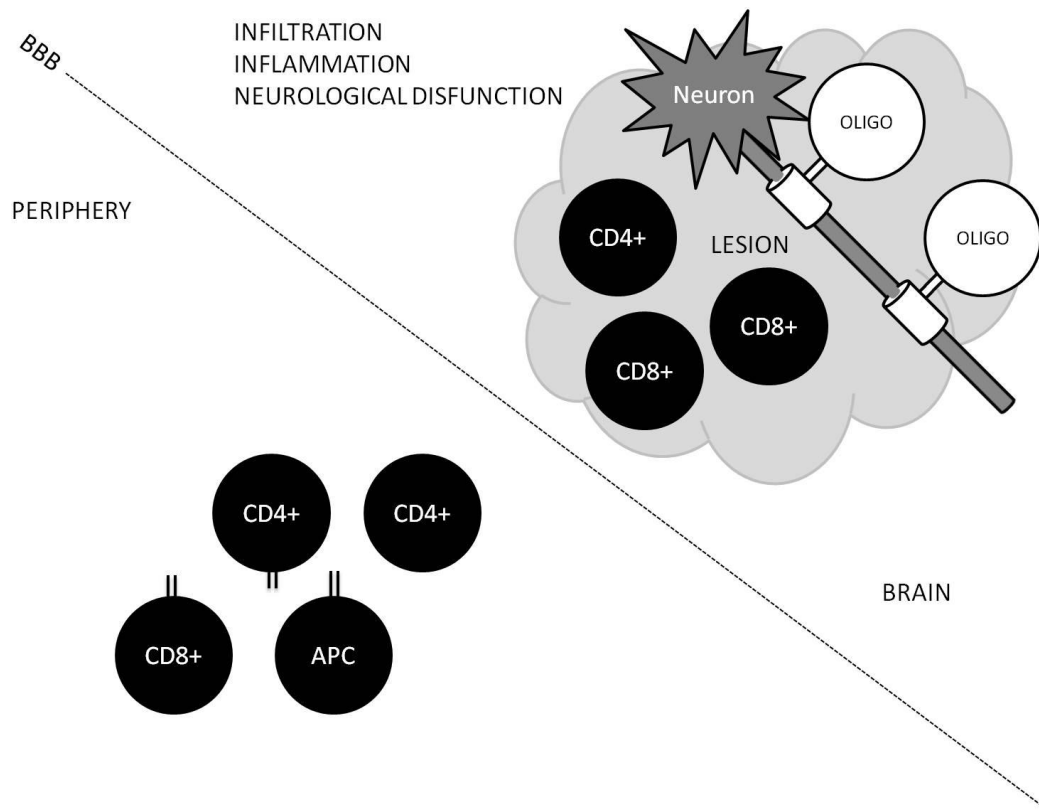 BBB
INFILTRATION
INFLAMMATION
NEUROLOGICAL DISFUNCTION
PERIPHERY
Neuron
OLIGO
OLIGO
CD4+
LESION
CD8+
CD8+
CD4+
CD4+
CD8+
APC
BRAIN